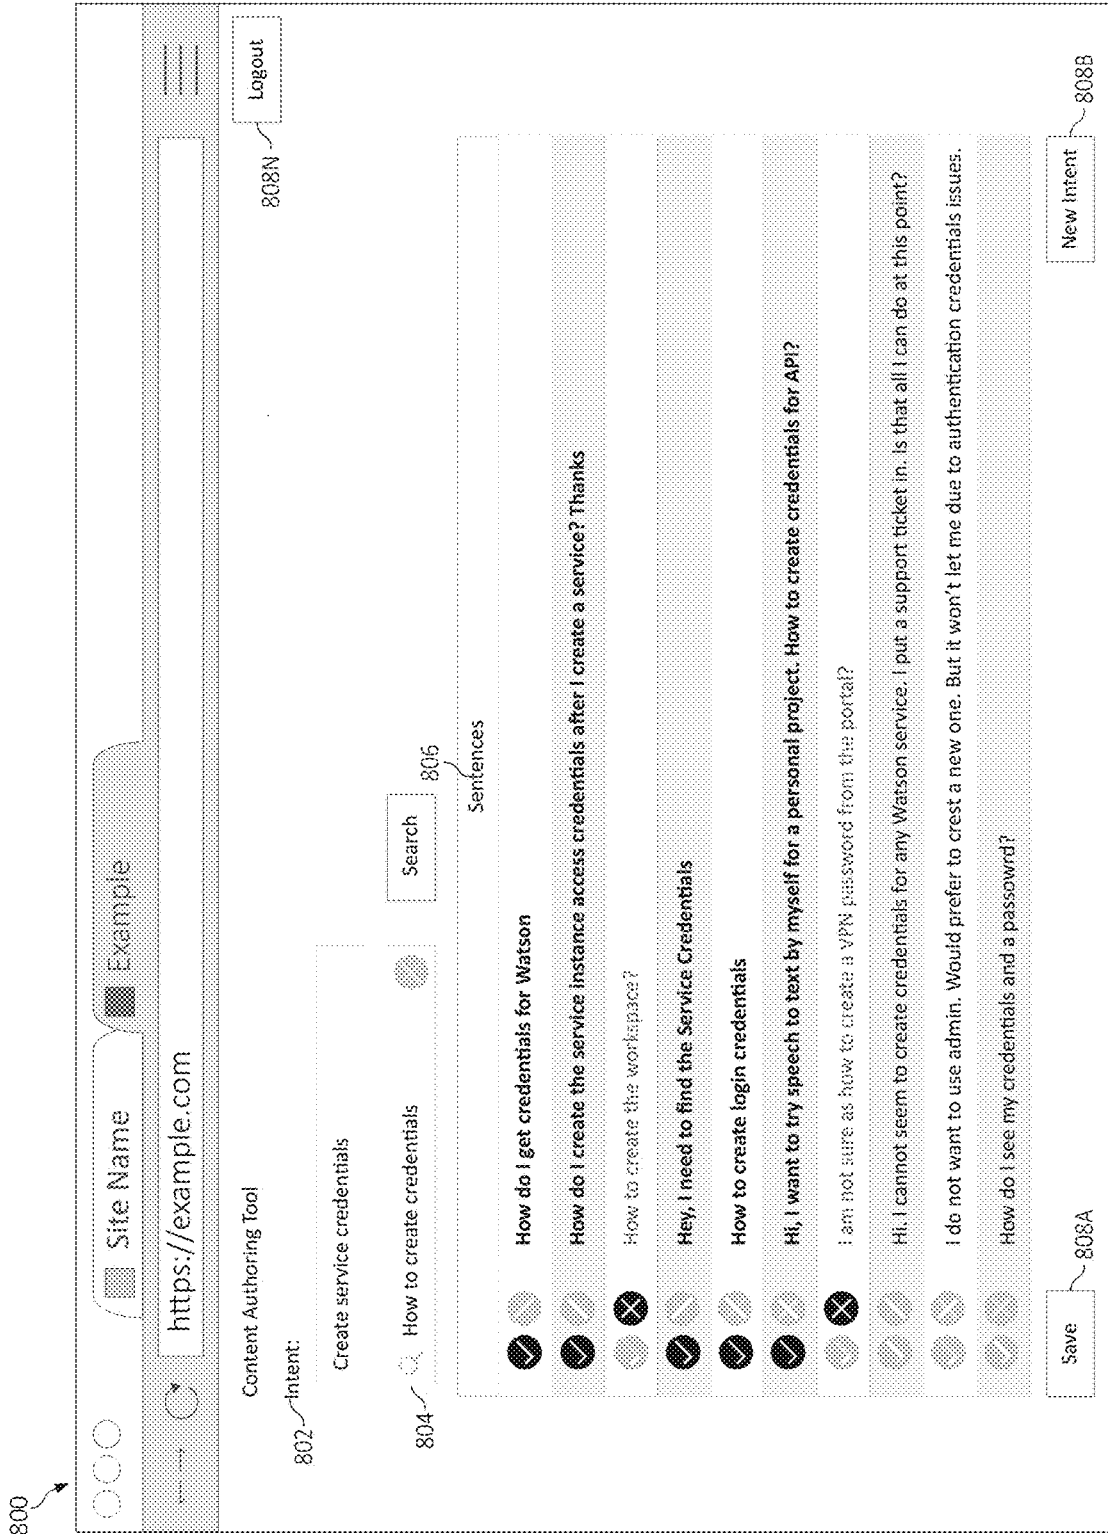 800
Site Name
Example
https://example.com
Content Authoring Tool
808N
Logout
802
Intent:
Create service credentials
804
How to create credentials
Search
806
Sentences
How do I get credentials for Watson
How do I create the service instance access credentials after I create a service? Thanks
How to create the workspace?
Hey, I need to find the Service Credentials
How to create login credentials
Hi, I want to try speech to text by myself for a personal project. How to create credentials for API?
I am not sure as how to create a VPN password from the portal?
Hi, I cannot seem to create credentials for any Watson service. I put a support ticket in. Is that all I can do at this point?
I do not want to use admin. Would prefer to crest a new one. But it won't let me due to authentication credentials issues.
How do I see my credentials and a passowrd?
Save
808A
New Intent
808B